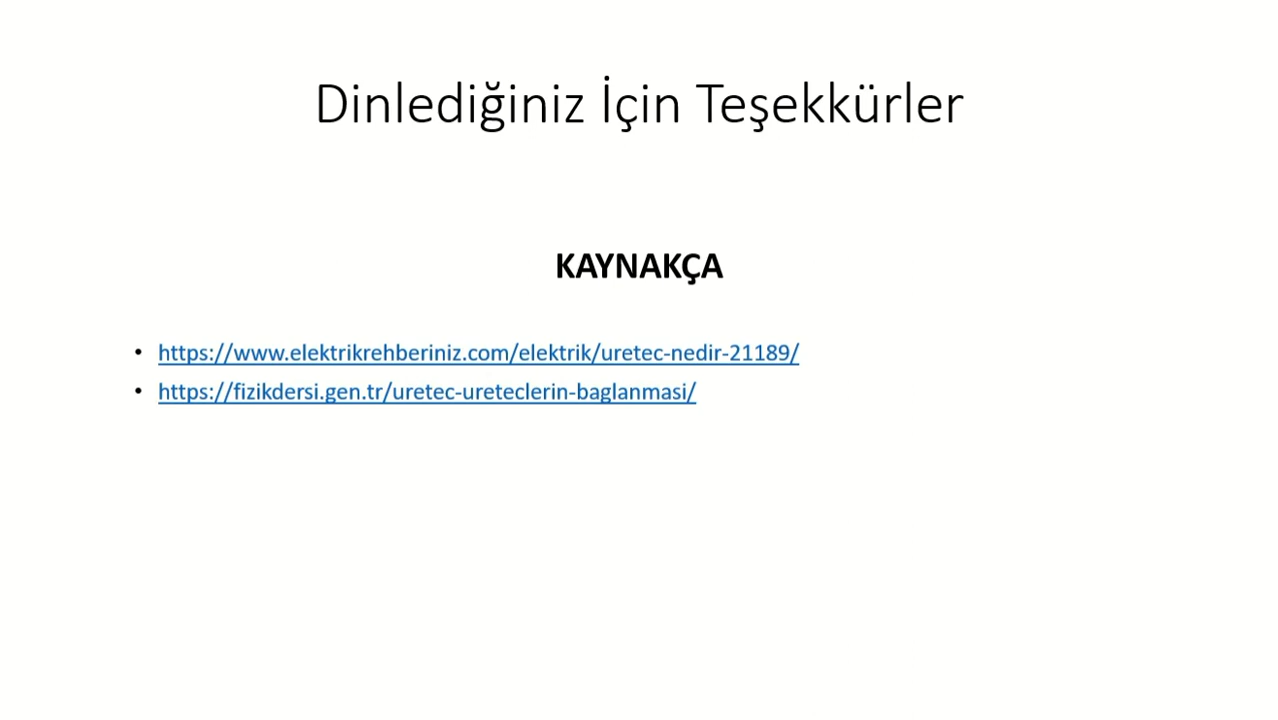 Dinlediğiniz İçin Teşekkürler
KAYNAKÇA
• https://www.elektrikrehberiniz.com/elektrik/uretec-nedir-21189/
• https://fizikdersi.gen.tr/uretec-ureteclerin-baglanmasi/